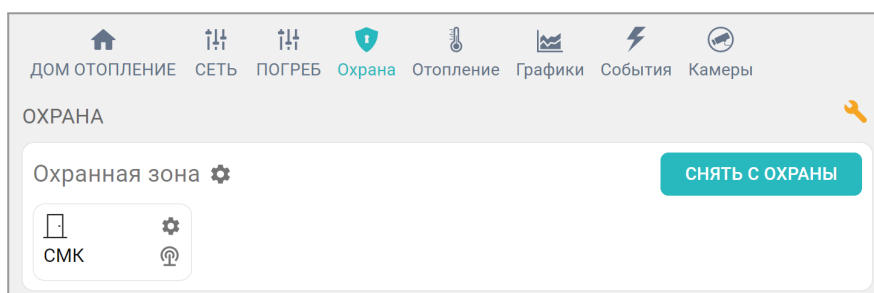 ДОМ ОТОПЛЕНИЕ СЕТЬ ПОГРЕБ Охрана Отопление Графики События Камеры
ОХРАНА
Охранная зона СНЯТЬ С ОХРАНЫ
СМК